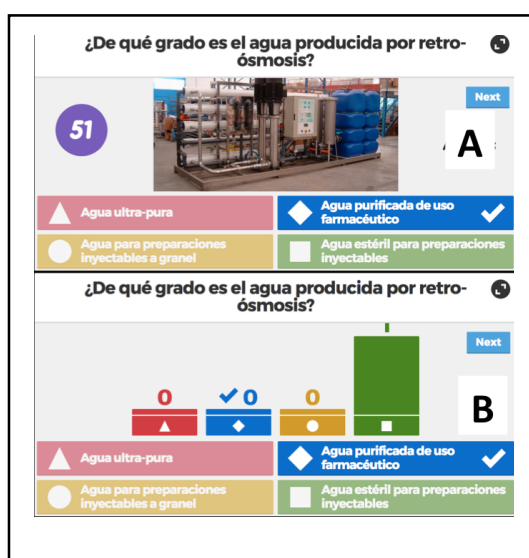 ¿De qué grado es el agua producida por retro-
ósmosis?
Next
51
A
Agua ultra-pura
Agua purificada de uso
farmacéutico
Agua para preparaciones
inyectables a granel
Agua estéril para preparaciones
inyectables
¿De qué grado es el agua producida por retro-
ósmosis?
Next
0
0
0
B
Agua ultra-pura
Agua purificada de uso
farmacéutico
Agua para preparaciones
inyectables a granel
Agua estéril para preparaciones
inyectables